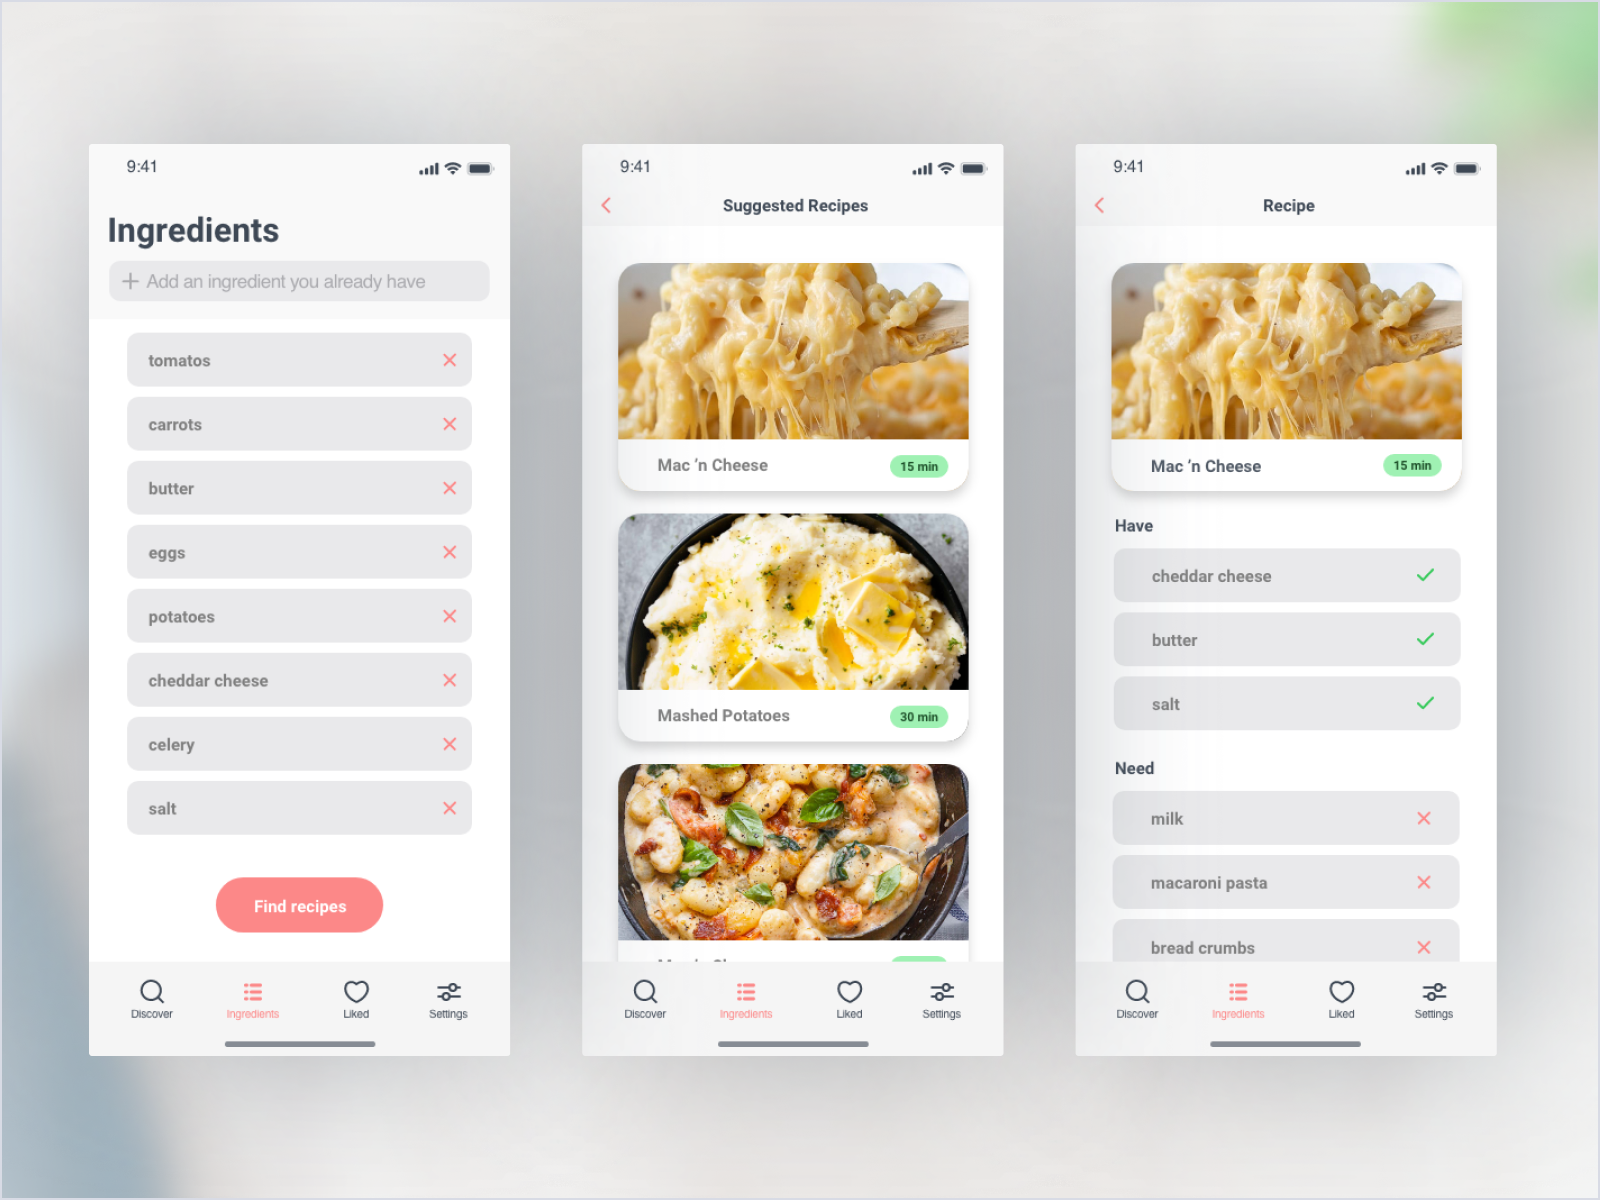 9:41
Ingredients
Add an ingredient you already have
tomatos
carrots
butter
eggs
potatoes
cheddar cheese
celery
salt
Find recipes
Discover
Ingredients
Liked
Settings
9:41
Suggested Recipes
Mac ’n Cheese
15 min
Mashed Potatoes
30 min
Discover
Ingredients
Liked
Settings
9:41
Recipe
Mac ’n Cheese
15 min
Have
cheddar cheese
butter
salt
Need
milk
macaroni pasta
bread crumbs
Discover
Ingredients
Liked
Settings